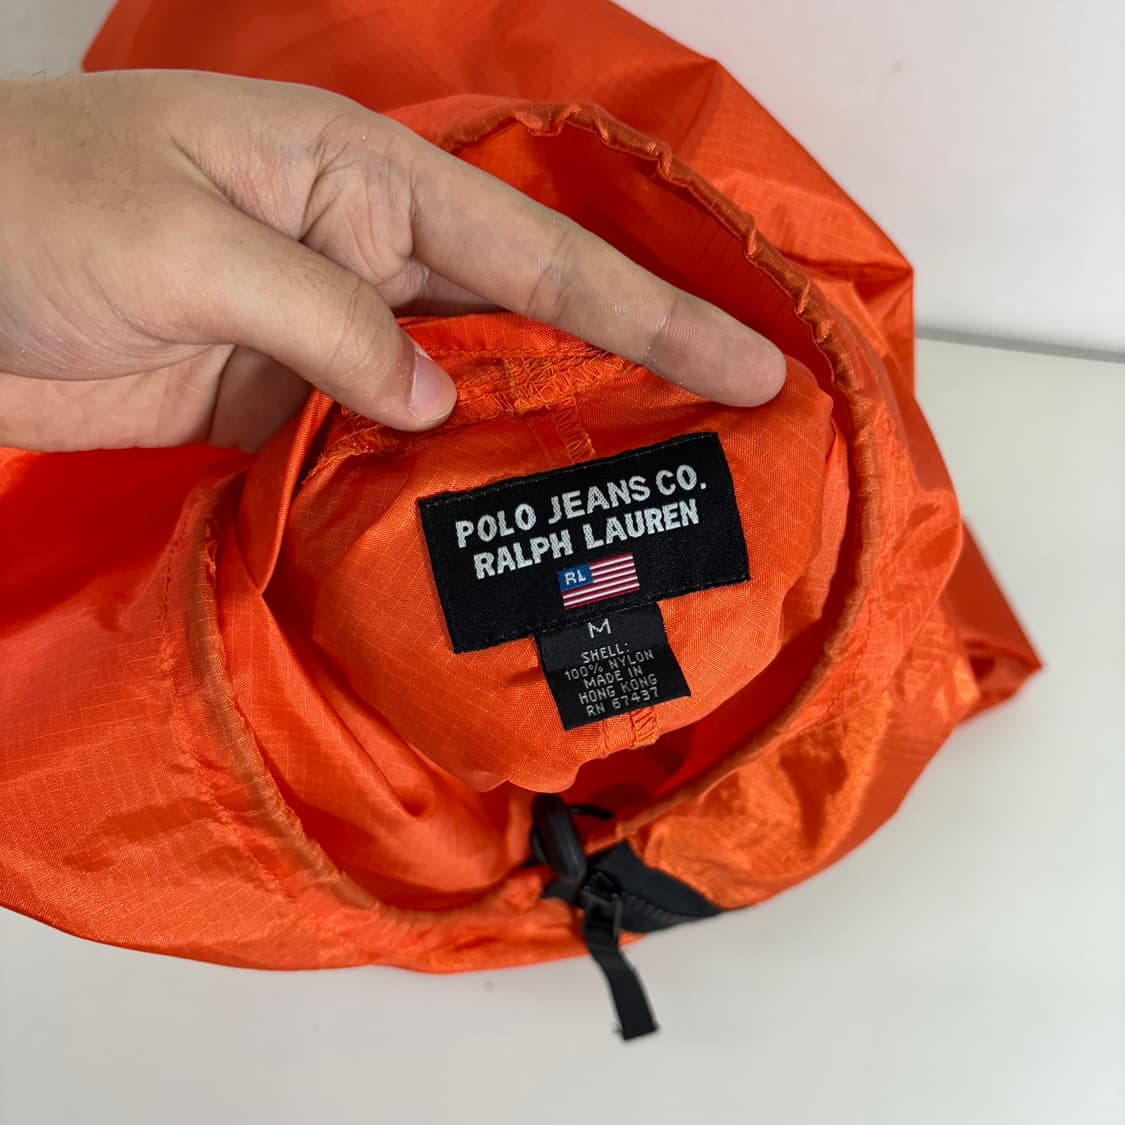 POLO JEANS CO.
RALPH LAUREN
RL
M
SHELL:
100% NYLON
MADE IN
HONG KONG
RN 67437